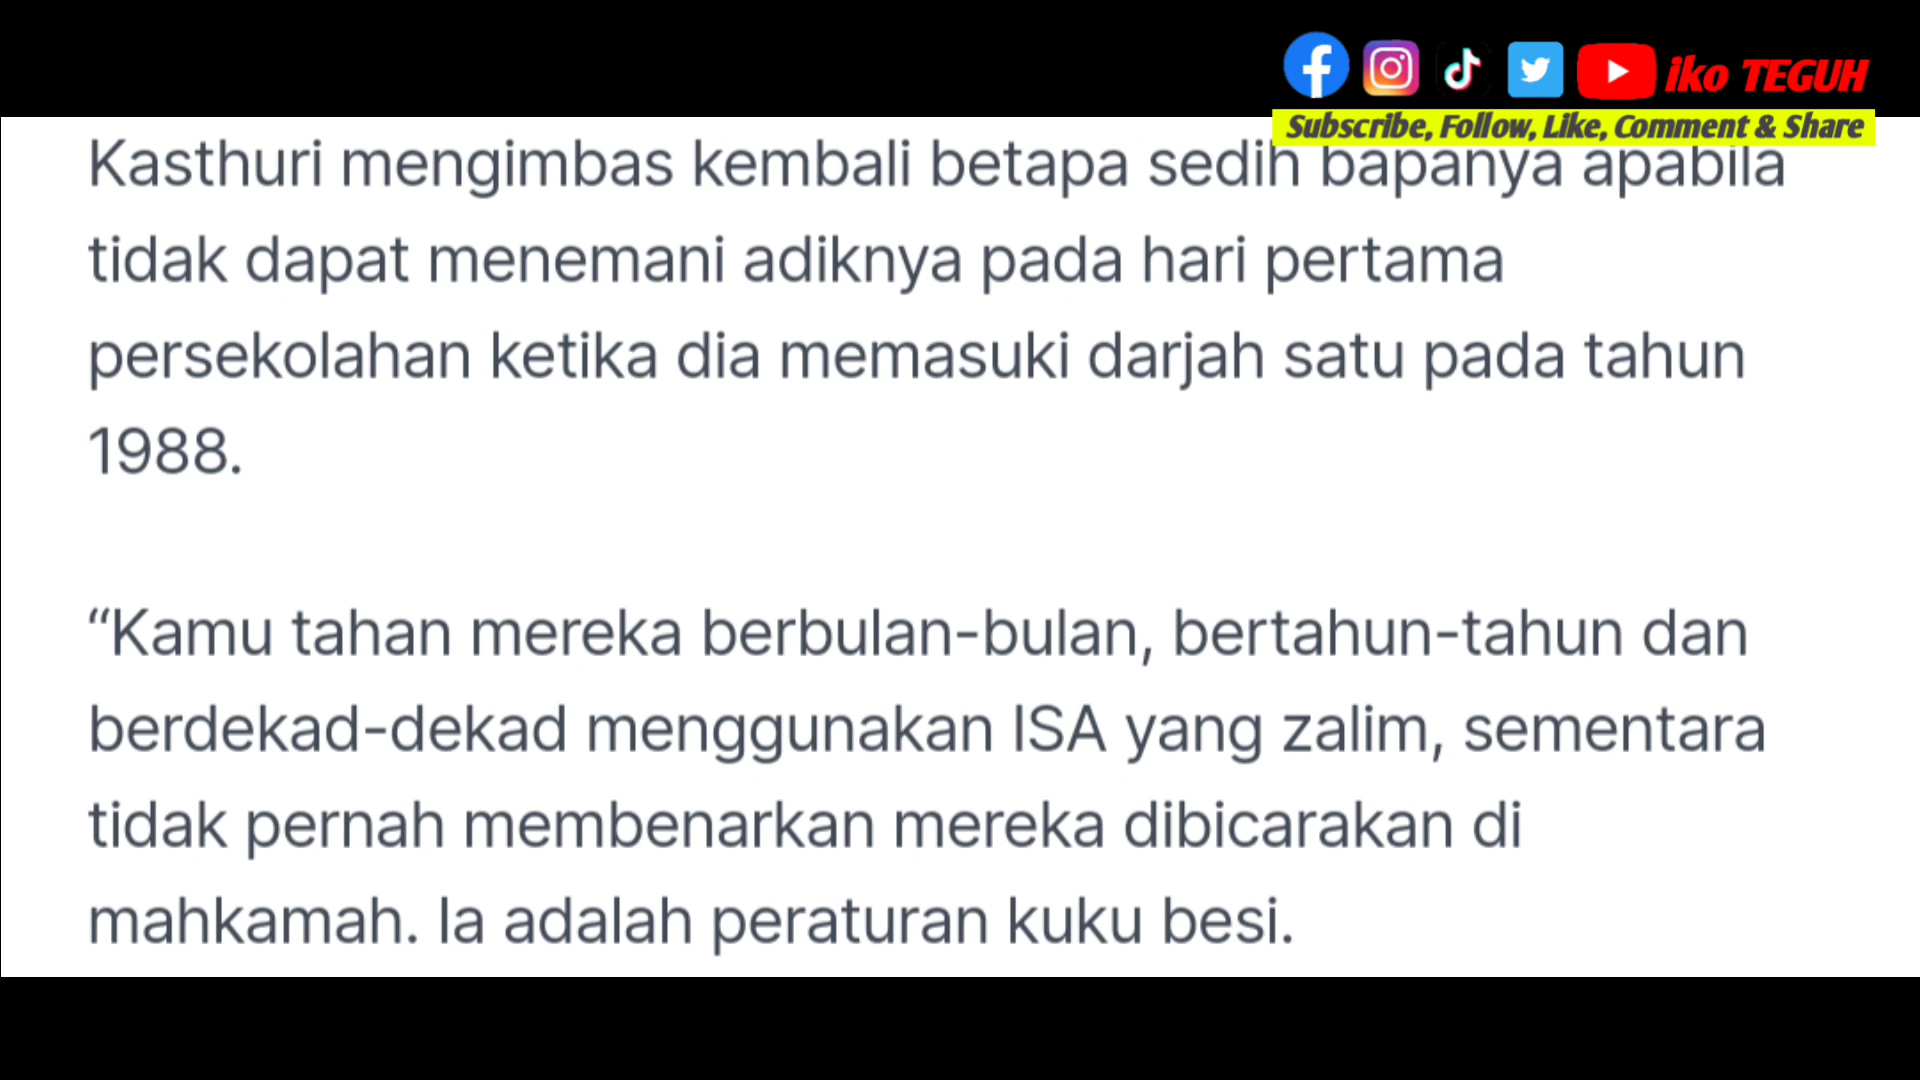 iko TEGUH
Subscribe, Follow, Like, Comment & Share
Kasthuri mengimbas kembali betapa sedih bapanya apabila
tidak dapat menemani adiknya pada hari pertama
persekolahan ketika dia memasuki darjah satu pada tahun
1988.
“Kamu tahan mereka berbulan-bulan, bertahun-tahun dan
berdekad-dekad menggunakan ISA yang zalim, sementara
tidak pernah membenarkan mereka dibicarakan di
mahkamah. Ia adalah peraturan kuku besi.